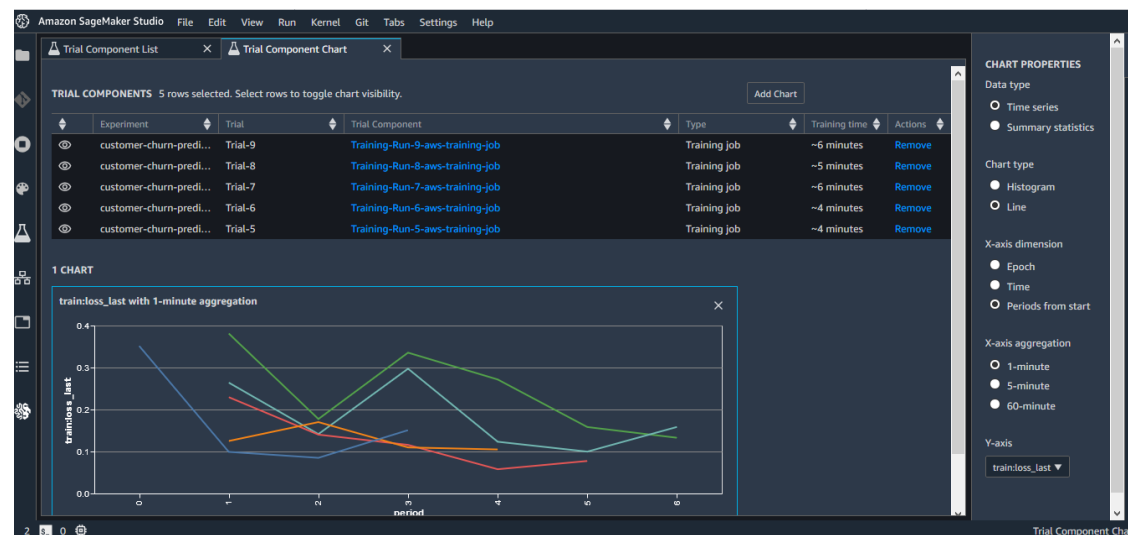 Amazon SageMaker Studio File Edit View Run Kernel Git Tabs Settings Help
Trial Component List Trial Component Chart
TRIAL COMPONENTS 5 rows selected. Select rows to toggle chart visibility. Add Chart
Experiment Trial Trial Component Type Training time Actions
customer-churn-predi... Trial-9 Training-Run-9-aws-training-job Training job ~6 minutes Remove
customer-churn-predi... Trial-8 Training-Run-8-aws-training-job Training job ~5 minutes Remove
customer-churn-predi... Trial-7 Training-Run-7-aws-training-job Training job ~6 minutes Remove
customer-churn-predi... Trial-6 Training-Run-6-aws-training-job Training job ~4 minutes Remove
customer-churn-predi... Trial-5 Training-Run-5-aws-training-job Training job ~4 minutes Remove
1 CHART
train:loss_last with 1-minute aggregation
0.4
0.3
0.2
0.1
0.0
train:loss_last
0 1 2 3 4 5 6
period
CHART PROPERTIES
Data type
Time series
Summary statistics
Chart type
Histogram
Line
X-axis dimension
Epoch
Time
Periods from start
X-axis aggregation
1-minute
5-minute
60-minute
Y-axis
train:loss_last
2 0 Trial Component Cha